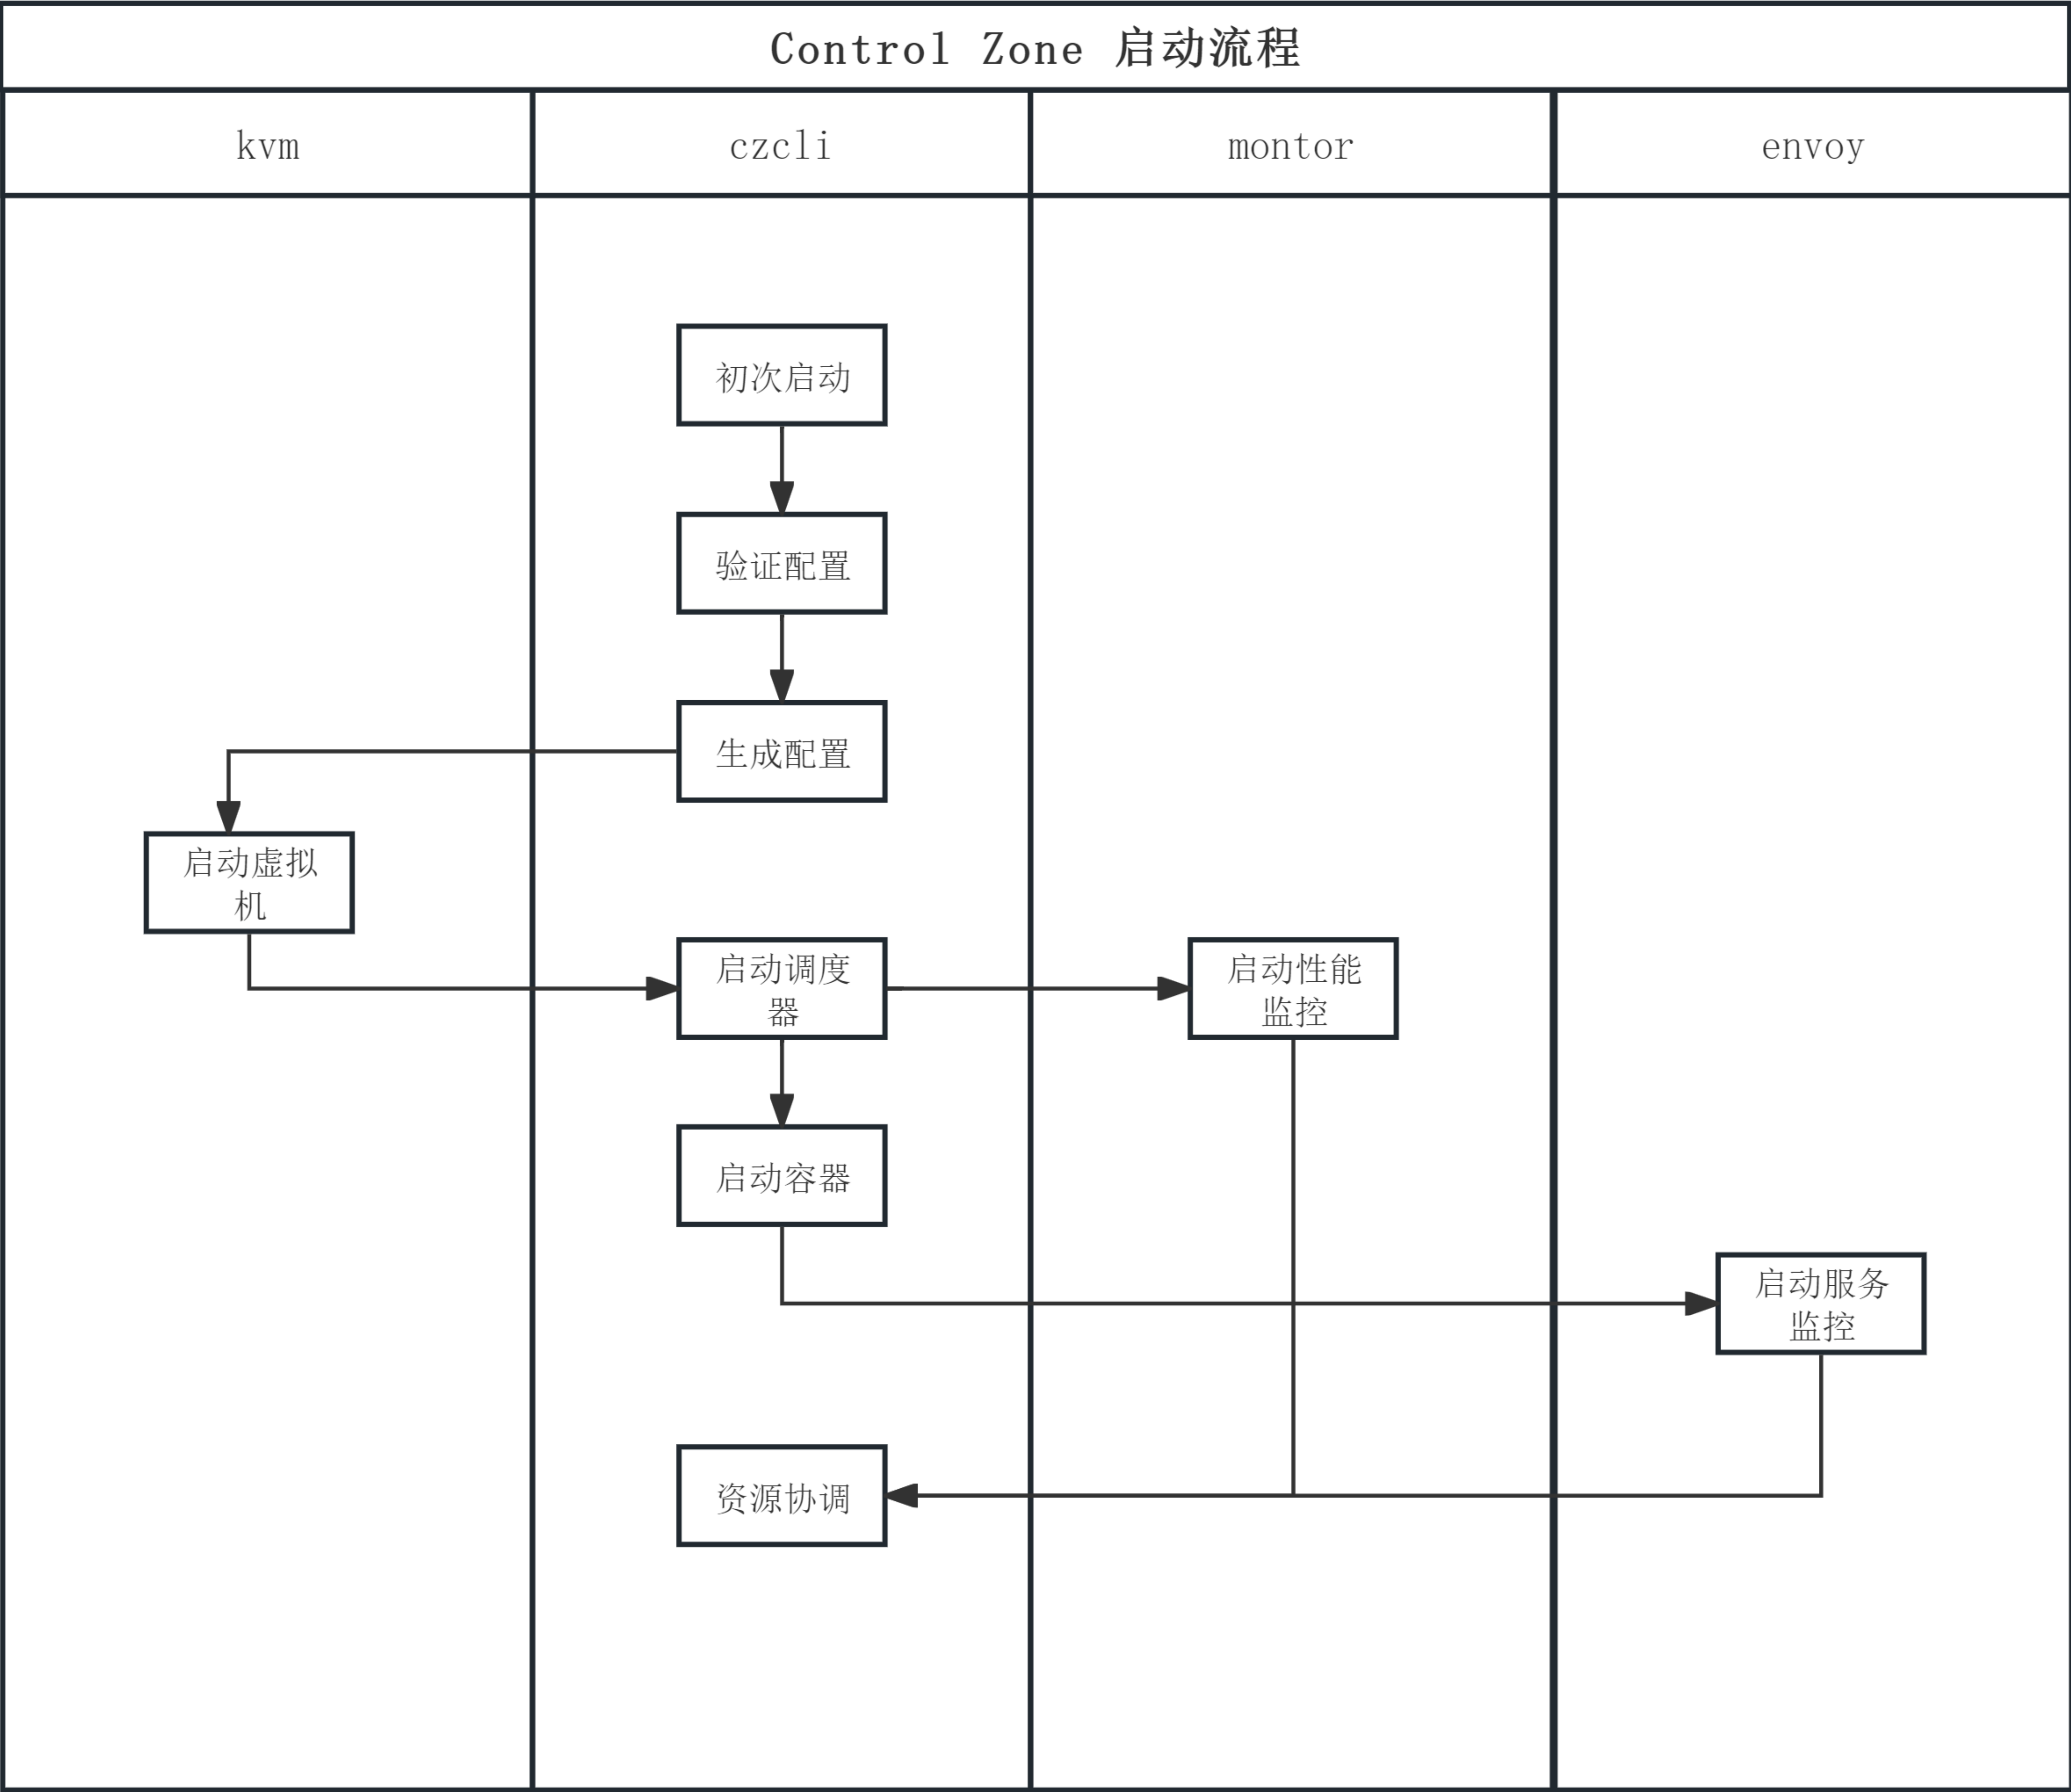 Control Zone 启动流程
kvm
czcli
montor
envoy
初次启动
验证配置
生成配置
启动虚拟
机
启动调度
器
启动性能
监控
启动容器
启动服务
监控
资源协调